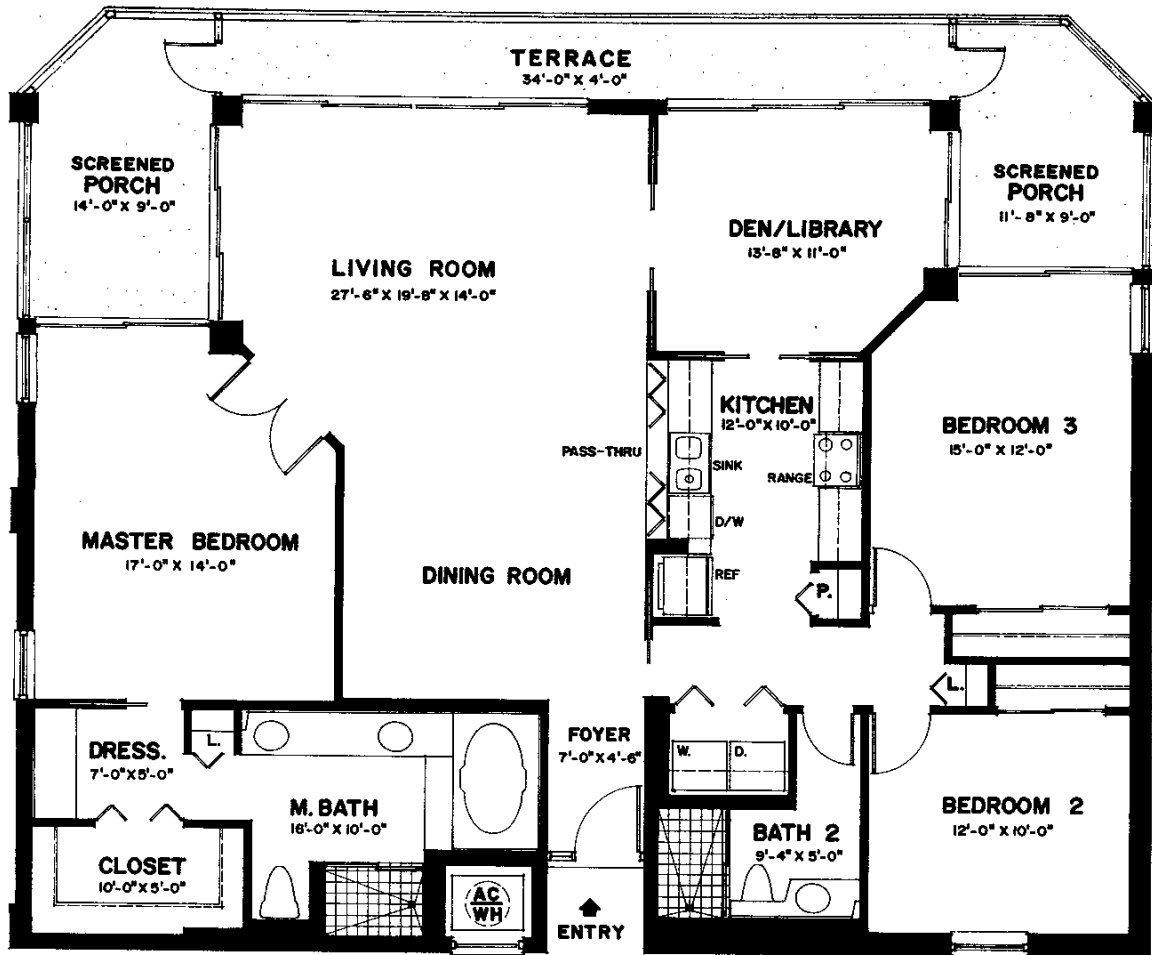 TERRACE
34'-0" X 4'-0"
SCREENED
PORCH
14'-0" X 9'-0"
SCREENED
PORCH
11'-8" X 9'-0"
DEN/LIBRARY
13'-8" X 11'-0"
LIVING ROOM
27'-6" X 19'-8" X 14'-0"
KITCHEN
12'-0" X 10'-0"
PASS-THRU
SINK
RANGE
D/W
REF
P.
BEDROOM 3
15'-0" X 12'-0"
MASTER BEDROOM
17'-0" X 14'-0"
DINING ROOM
L.
DRESS.
7'-0" X 5'-0"
L.
FOYER
7'-0" X 4'-6"
W.
D.
M. BATH
16'-0" X 10'-0"
BEDROOM 2
12'-0" X 10'-0"
BATH 2
9'-4" X 5'-0"
CLOSET
10'-0" X 5'-0"
AC
WH
ENTRY